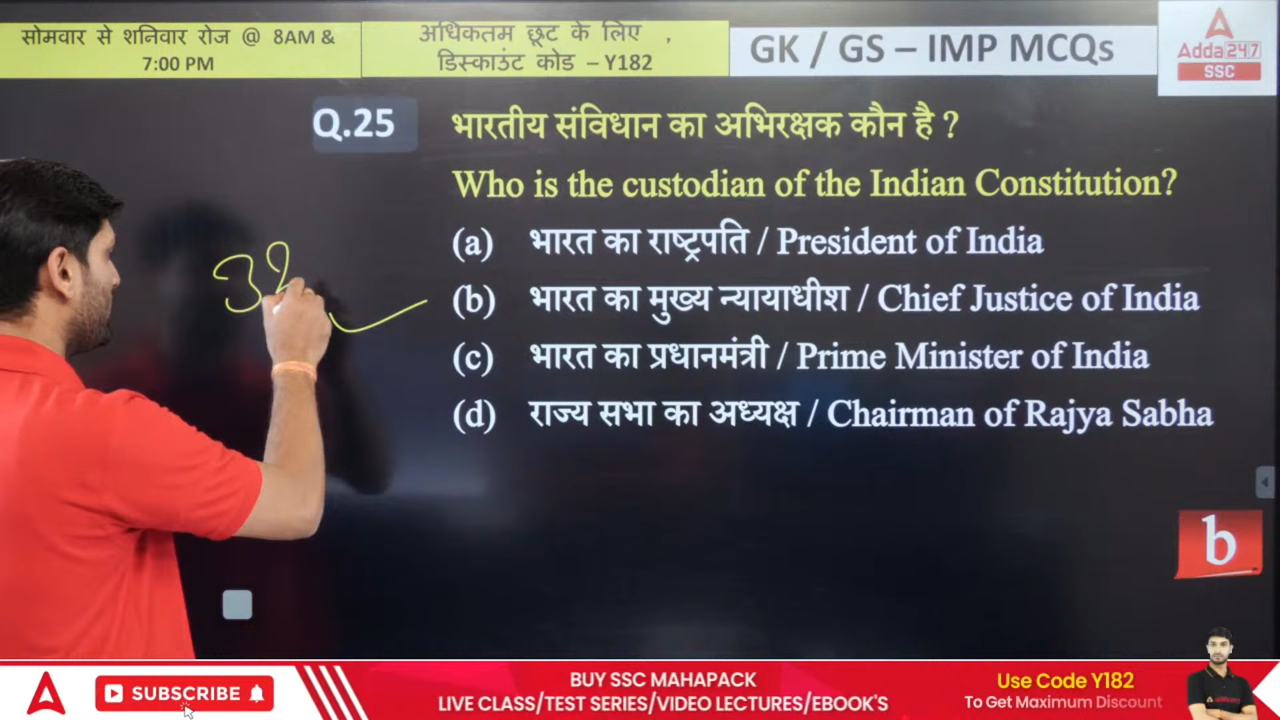 सोमवार से शनिवार रोज @ 8AM &
7:00 PM
अधिकतम छूट के लिए ,
डिस्काउंट कोड – Y182
GK / GS – IMP MCQs
Adda247
SSC
Q.25 भारतीय संविधान का अभिरक्षक कौन है ?
Who is the custodian of the Indian Constitution?
(a) भारत का राष्ट्रपति / President of India
(b) भारत का मुख्य न्यायाधीश / Chief Justice of India
(c) भारत का प्रधानमंत्री / Prime Minister of India
(d) राज्य सभा का अध्यक्ष / Chairman of Rajya Sabha
b
SUBSCRIBE
BUY SSC MAHAPACK
LIVE CLASS/TEST SERIES/VIDEO LECTURES/EBOOK'S
Use Code Y182
To Get Maximum Discount